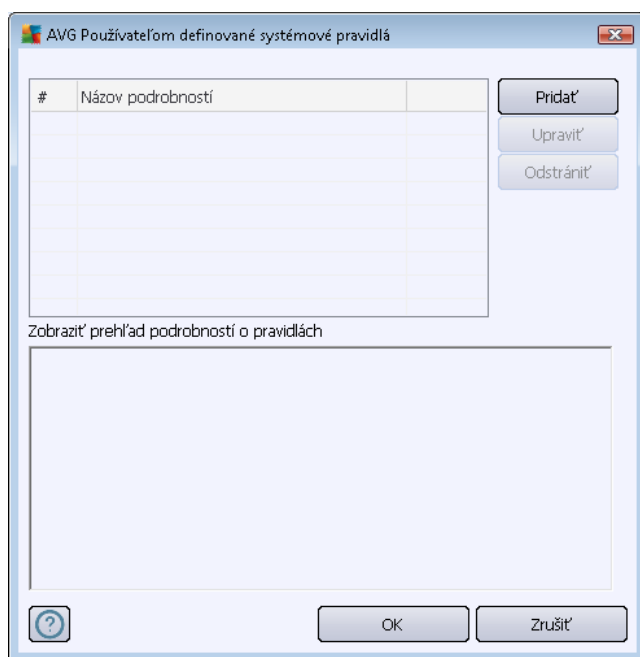 AVG Používateľom definované systémové pravidlá
# Názov podrobností
Pridať
Upraviť
Odstrániť
Zobraziť prehľad podrobností o pravidlách
? OK Zrušiť